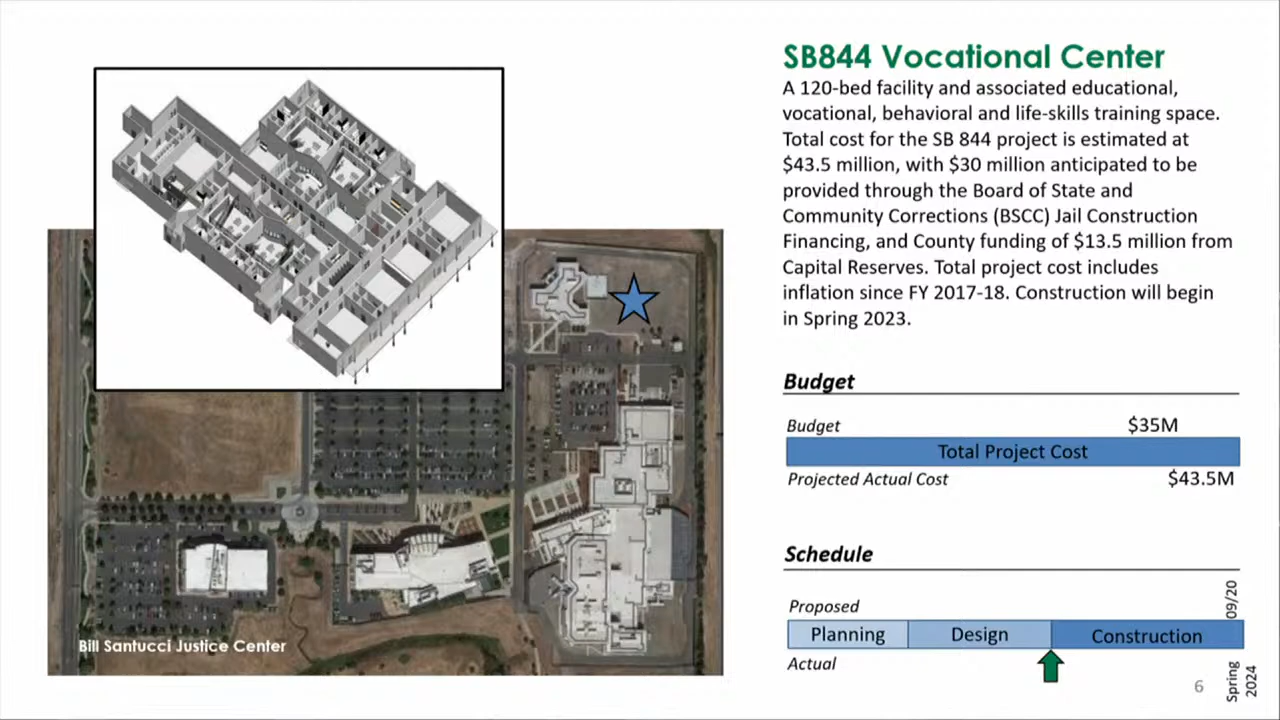 SB844 Vocational Center
A 120-bed facility and associated educational,
vocational, behavioral and life-skills training space.
Total cost for the SB 844 project is estimated at
$43.5 million, with $30 million anticipated to be
provided through the Board of State and
Community Corrections (BSCC) Jail Construction
Financing, and County funding of $13.5 million from
Capital Reserves. Total project cost includes
inflation since FY 2017-18. Construction will begin
in Spring 2023.
Budget
Budget $35M
Total Project Cost
Projected Actual Cost $43.5M
Schedule
Proposed 09/20
Planning Design Construction
Actual Spring
2024
Bill Santucci Justice Center
6